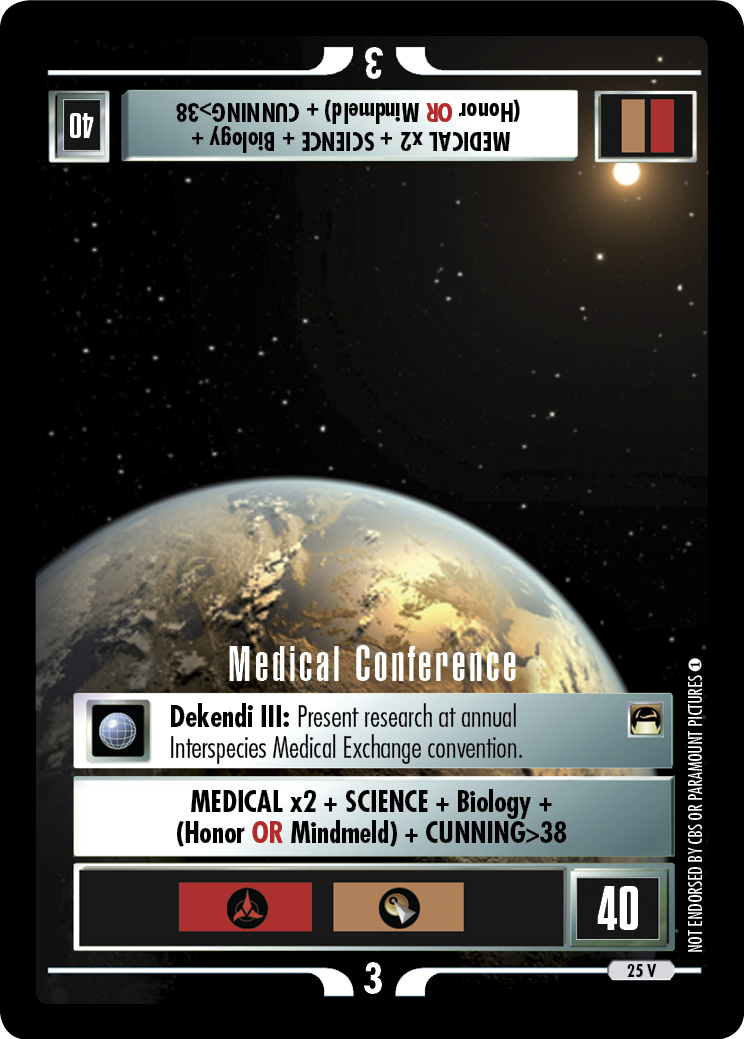 3
40
MEDICAL x2 + SCIENCE + Biology +
(Honor OR Mindmeld) + CUNNING>38
Medical Conference
Dekendi III: Present research at annual
Interspecies Medical Exchange convention.
MEDICAL x2 + SCIENCE + Biology +
(Honor OR Mindmeld) + CUNNING>38
40
3
25 V
NOT ENDORSED BY CBS OR PARAMOUNT PICTURES 1